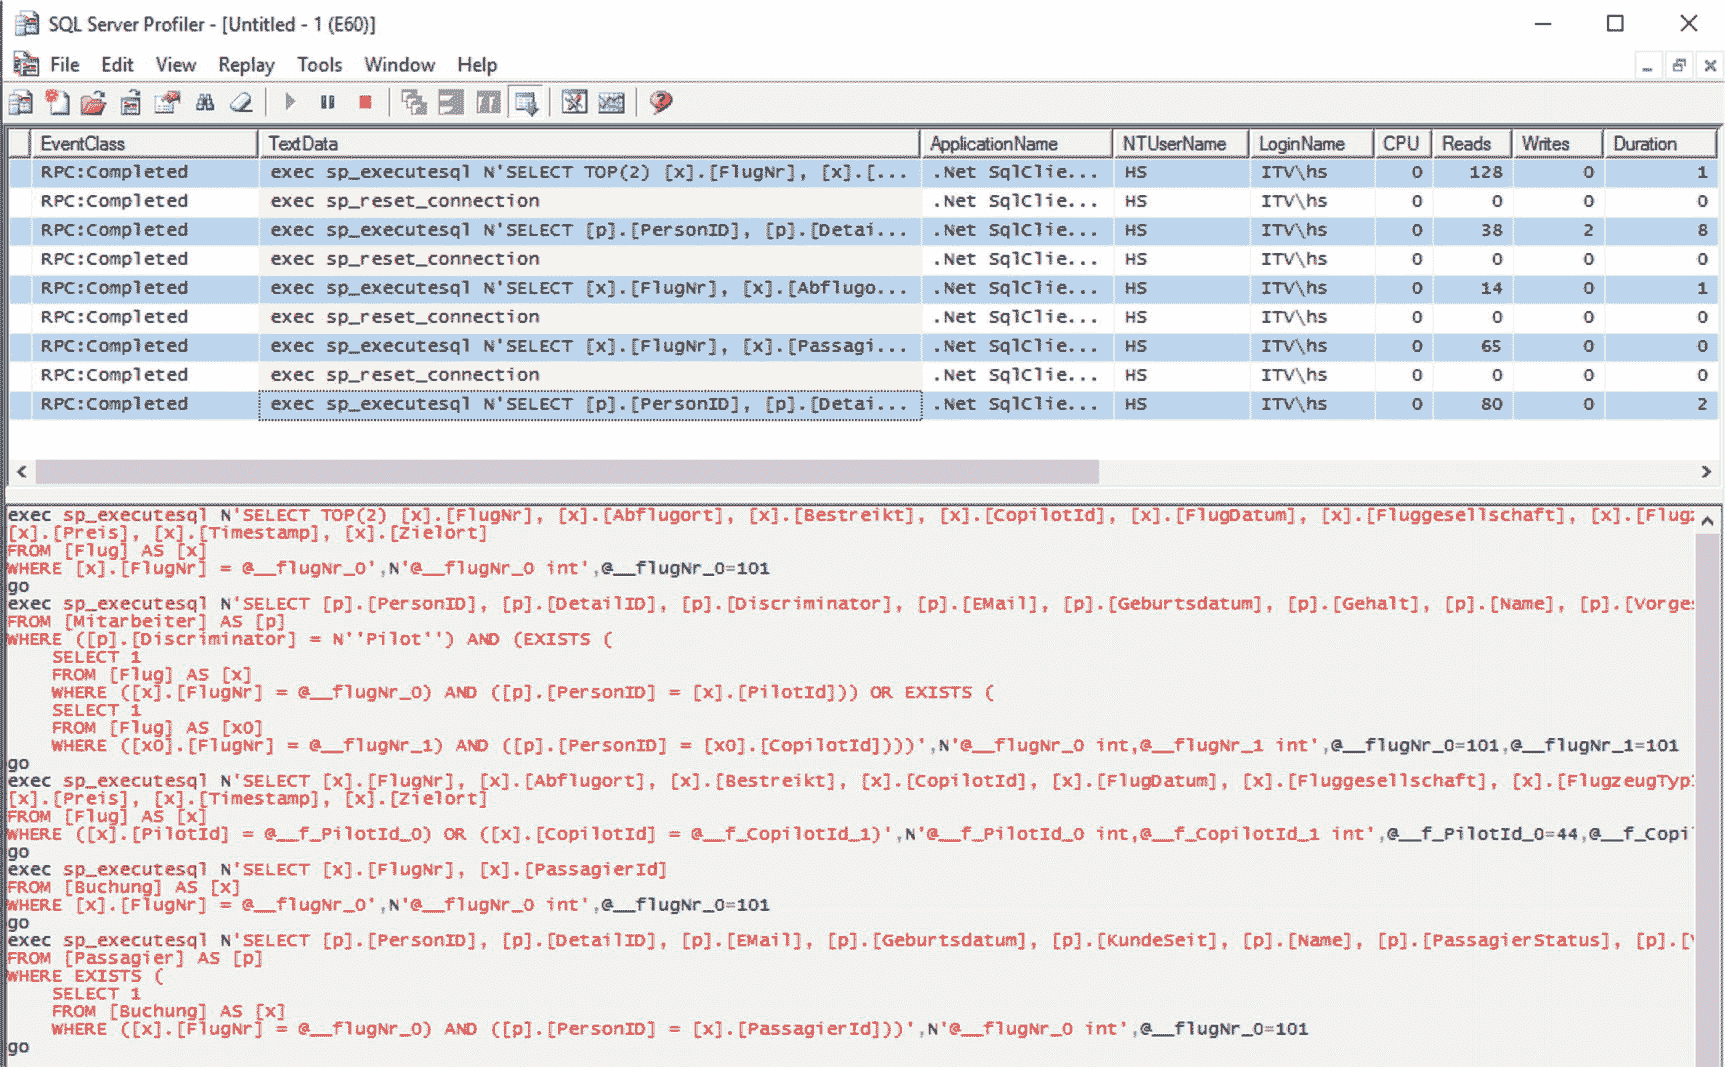 SQL Server Profiler - [Untitled - 1 (E60)]
File Edit View Replay Tools Window Help
EventClass TextData ApplicationName NTUserName LoginName CPU Reads Writes Duration
RPC:Completed exec sp_executesql N'SELECT TOP(2) [x].[FlugNr], [x].[... .Net SqlClie... HS ITV\hs 0 128 0 1
RPC:Completed exec sp_reset_connection .Net SqlClie... HS ITV\hs 0 0 0 0
RPC:Completed exec sp_executesql N'SELECT [p].[PersonID], [p].[Detai... .Net SqlClie... HS ITV\hs 0 38 2 8
RPC:Completed exec sp_reset_connection .Net SqlClie... HS ITV\hs 0 0 0 0
RPC:Completed exec sp_executesql N'SELECT [x].[FlugNr], [x].[Abflugo... .Net SqlClie... HS ITV\hs 0 14 0 1
RPC:Completed exec sp_reset_connection .Net SqlClie... HS ITV\hs 0 0 0 0
RPC:Completed exec sp_executesql N'SELECT [x].[FlugNr], [x].[Passagi... .Net SqlClie... HS ITV\hs 0 65 0 0
RPC:Completed exec sp_reset_connection .Net SqlClie... HS ITV\hs 0 0 0 0
RPC:Completed exec sp_executesql N'SELECT [p].[PersonID], [p].[Detai... .Net SqlClie... HS ITV\hs 0 80 0 2
exec sp_executesql N'SELECT TOP(2) [x].[FlugNr], [x].[Abflugort], [x].[Bestreikt], [x].[CopilotId], [x].[FlugDatum], [x].[Fluggesellschaft], [x].[Flugz
[x].[Preis], [x].[Timestamp], [x].[Zielort]
FROM [Flug] AS [x]
WHERE [x].[FlugNr] = @__flugNr_0',N'@__flugNr_0 int',@__flugNr_0=101
go
exec sp_executesql N'SELECT [p].[PersonID], [p].[DetailID], [p].[Discriminator], [p].[EMail], [p].[Geburtsdatum], [p].[Gehalt], [p].[Name], [p].[Vorges
FROM [Mitarbeiter] AS [p]
WHERE ([p].[Discriminator] = N''Pilot'') AND (EXISTS (
SELECT 1
FROM [Flug] AS [x]
WHERE ([x].[FlugNr] = @__flugNr_0) AND ([p].[PersonID] = [x].[PilotId])) OR EXISTS (
SELECT 1
FROM [Flug] AS [x0]
WHERE ([x0].[FlugNr] = @__flugNr_1) AND ([p].[PersonID] = [x0].[CopilotId])))',N'@__flugNr_0 int,@__flugNr_1 int',@__flugNr_0=101,@__flugNr_1=101
go
exec sp_executesql N'SELECT [x].[FlugNr], [x].[Abflugort], [x].[Bestreikt], [x].[CopilotId], [x].[FlugDatum], [x].[Fluggesellschaft], [x].[FlugzeugTyp
[x].[Preis], [x].[Timestamp], [x].[Zielort]
FROM [Flug] AS [x]
WHERE ([x].[PilotId] = @__f_PilotId_0) OR ([x].[CopilotId] = @__f_CopilotId_1)',N'@__f_PilotId_0 int,@__f_CopilotId_1 int',@__f_PilotId_0=44,@__f_Copil
go
exec sp_executesql N'SELECT [x].[FlugNr], [x].[PassagierId]
FROM [Buchung] AS [x]
WHERE [x].[FlugNr] = @__flugNr_0',N'@__flugNr_0 int',@__flugNr_0=101
go
exec sp_executesql N'SELECT [p].[PersonID], [p].[DetailID], [p].[EMail], [p].[Geburtsdatum], [p].[KundeSeit], [p].[Name], [p].[PassagierStatus], [p].[V
FROM [Passagier] AS [p]
WHERE EXISTS (
SELECT 1
FROM [Buchung] AS [x]
WHERE ([x].[FlugNr] = @__flugNr_0) AND ([p].[PersonID] = [x].[PassagierId]))',N'@__flugNr_0 int',@__flugNr_0=101
go